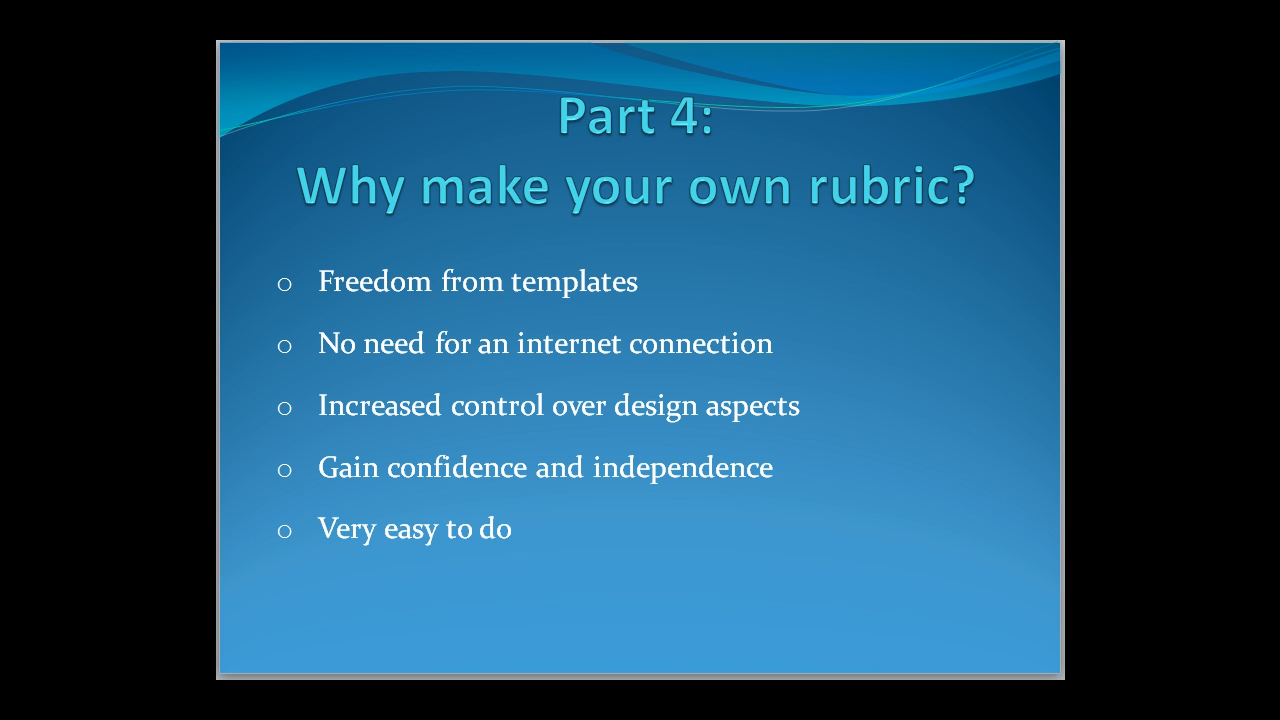 Part 4:
Why make your own rubric?
o Freedom from templates
o No need for an internet connection
o Increased control over design aspects
o Gain confidence and independence
o Very easy to do